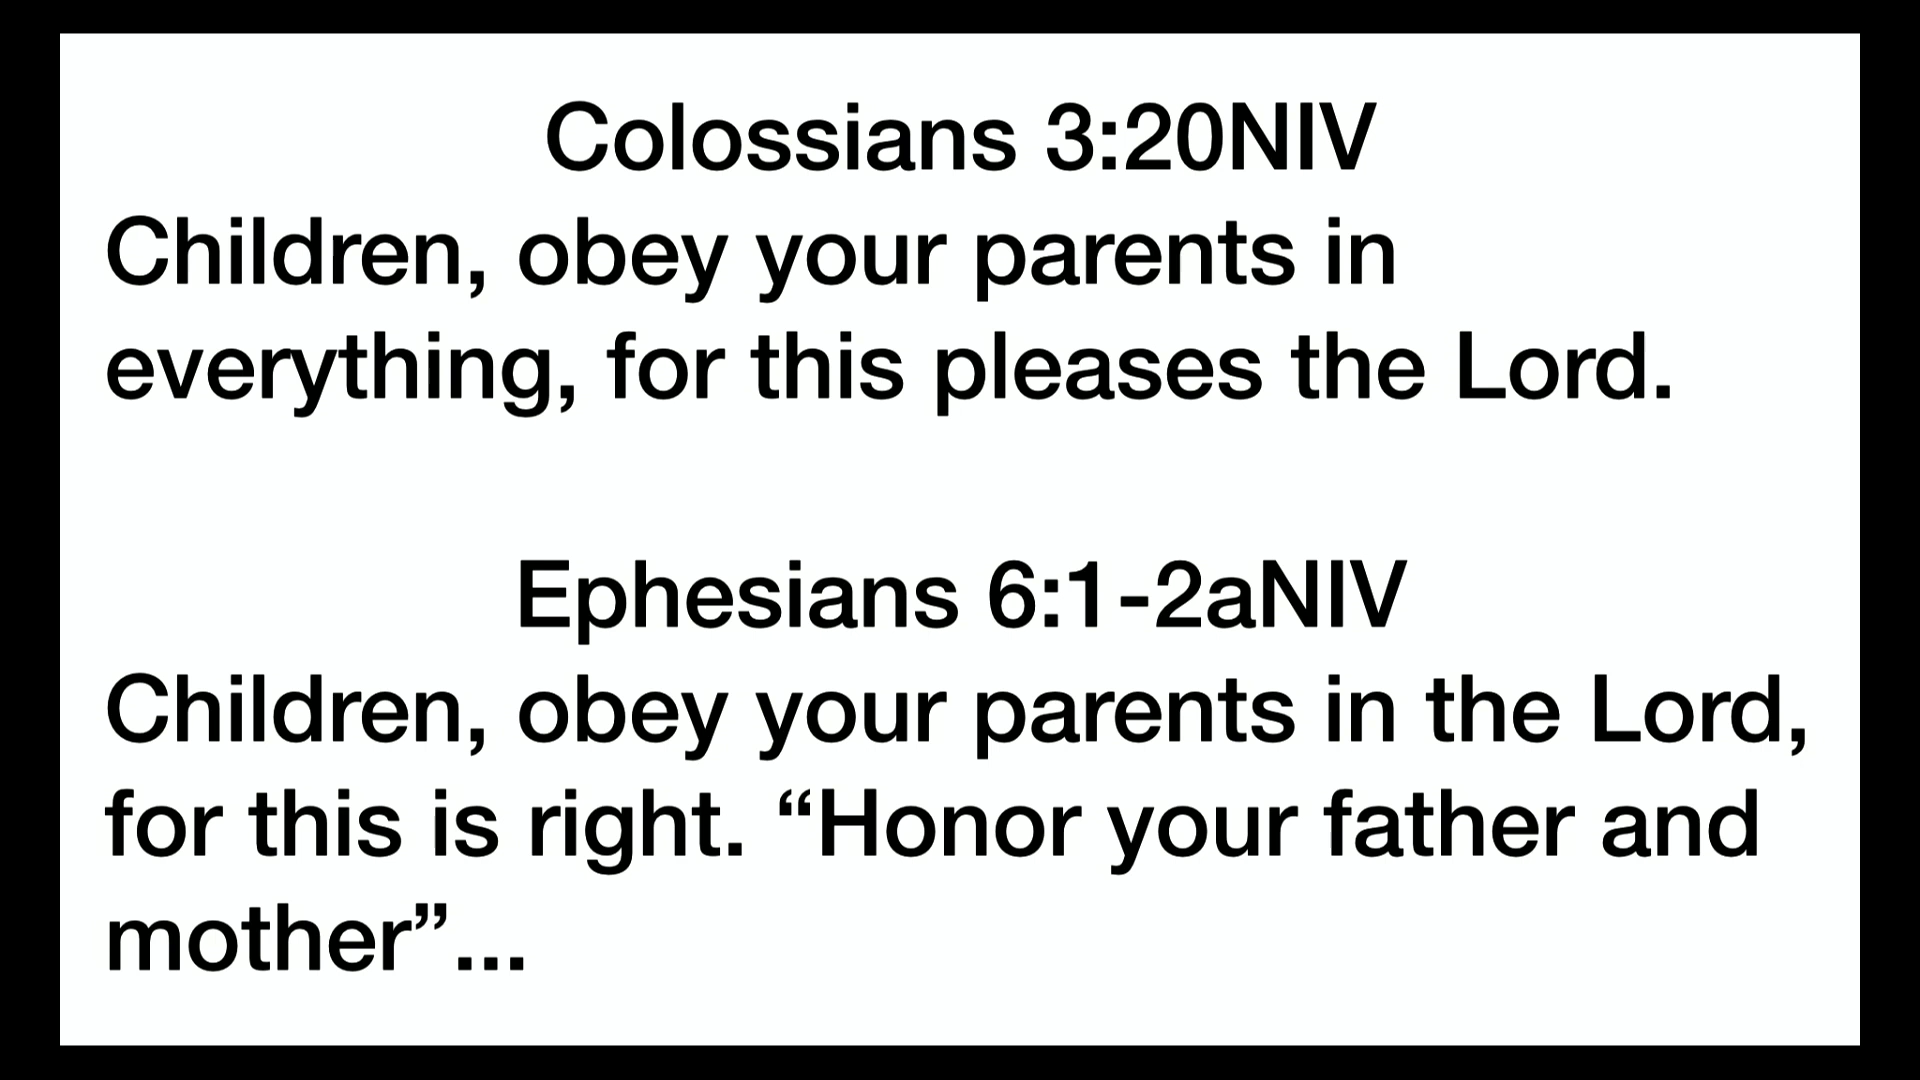 Colossians 3:20NIV
Children, obey your parents in
everything, for this pleases the Lord.
Ephesians 6:1-2aNIV
Children, obey your parents in the Lord,
for this is right. “Honor your father and
mother”...